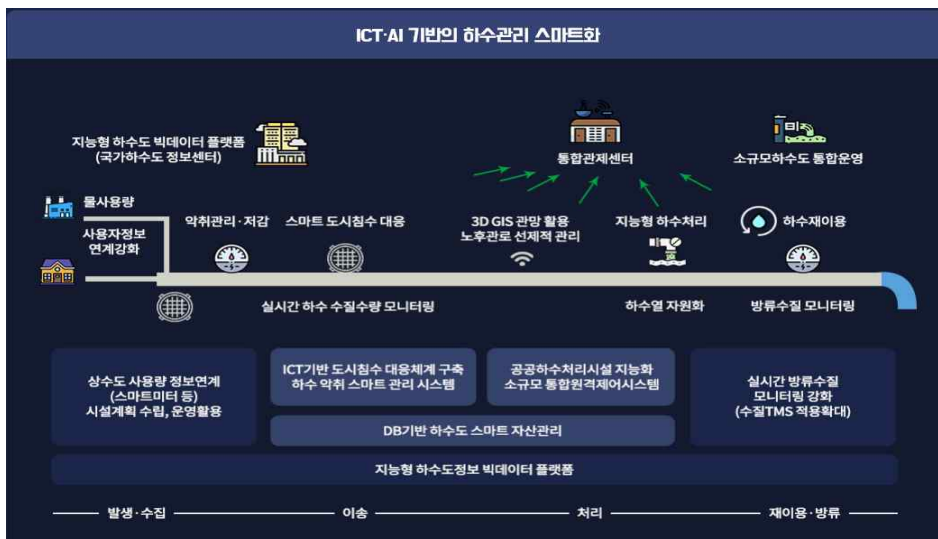 ICT·AI 기반의 하수관리 스마트화
지능형 하수도 빅데이터 플랫폼
(국가하수도 정보센터)
통합관제센터
소규모하수도 통합운영
물사용량
사용자정보
연계강화
악취관리·저감
스마트 도시침수 대응
3D GIS 관망 활용
노후관로 선제적 관리
지능형 하수처리
하수재이용
실시간 하수 수질수량 모니터링
하수열 자원화
방류수질 모니터링
상수도 사용량 정보연계
(스마트미터 등)
시설계획 수립, 운영활용
ICT기반 도시침수 대응체계 구축
하수 악취 스마트 관리 시스템
공공하수처리시설 지능화
소규모 통합원격제어시스템
실시간 방류수질
모니터링 강화
(수질TMS 적용확대)
DB기반 하수도 스마트 자산관리
지능형 하수도정보 빅데이터 플랫폼
발생·수집
이송
처리
재이용·방류